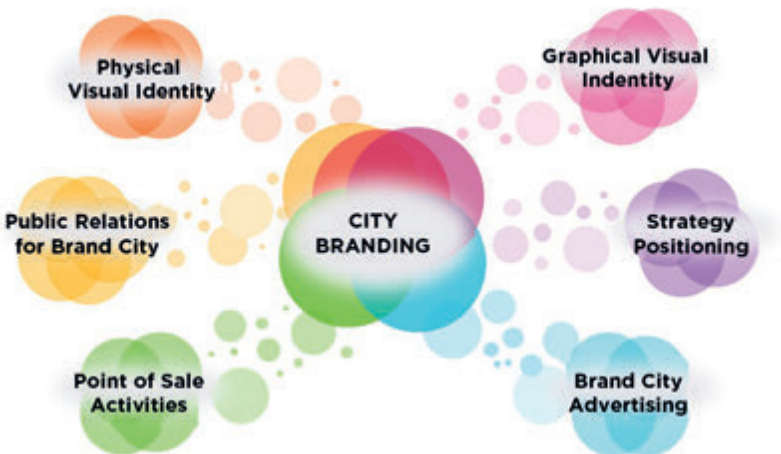 Physical
Visual Identity
Graphical Visual
Indentity
Public Relations
for Brand City
CITY
BRANDING
Strategy
Positioning
Point of Sale
Activities
Brand City
Advertising